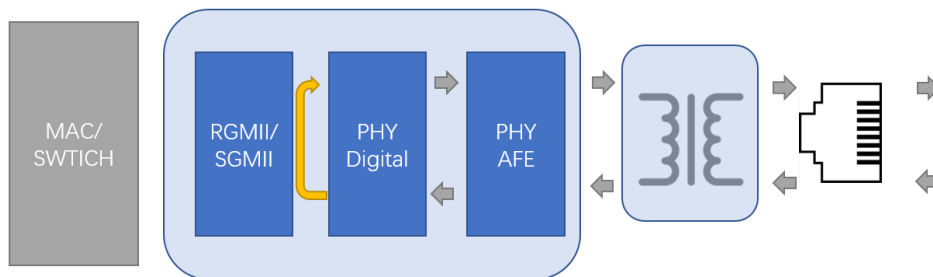 MAC/
SWTICH
RGMII/
SGMII
PHY
Digital
PHY
AFE